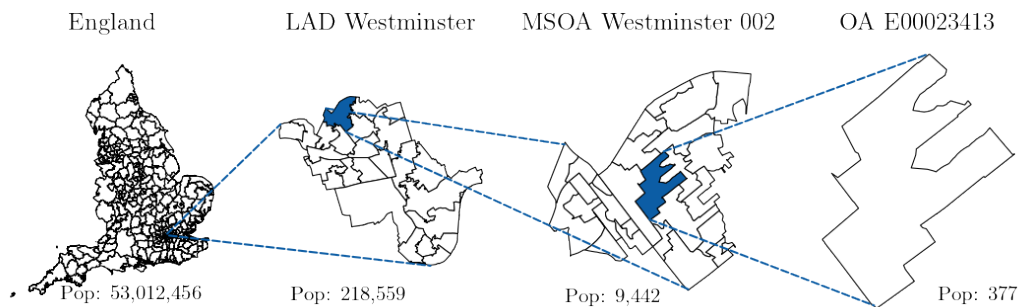 England
LAD Westminster
MSOA Westminster 002
OA E00023413
Pop: 53,012,456
Pop: 218,559
Pop: 9,442
Pop: 377